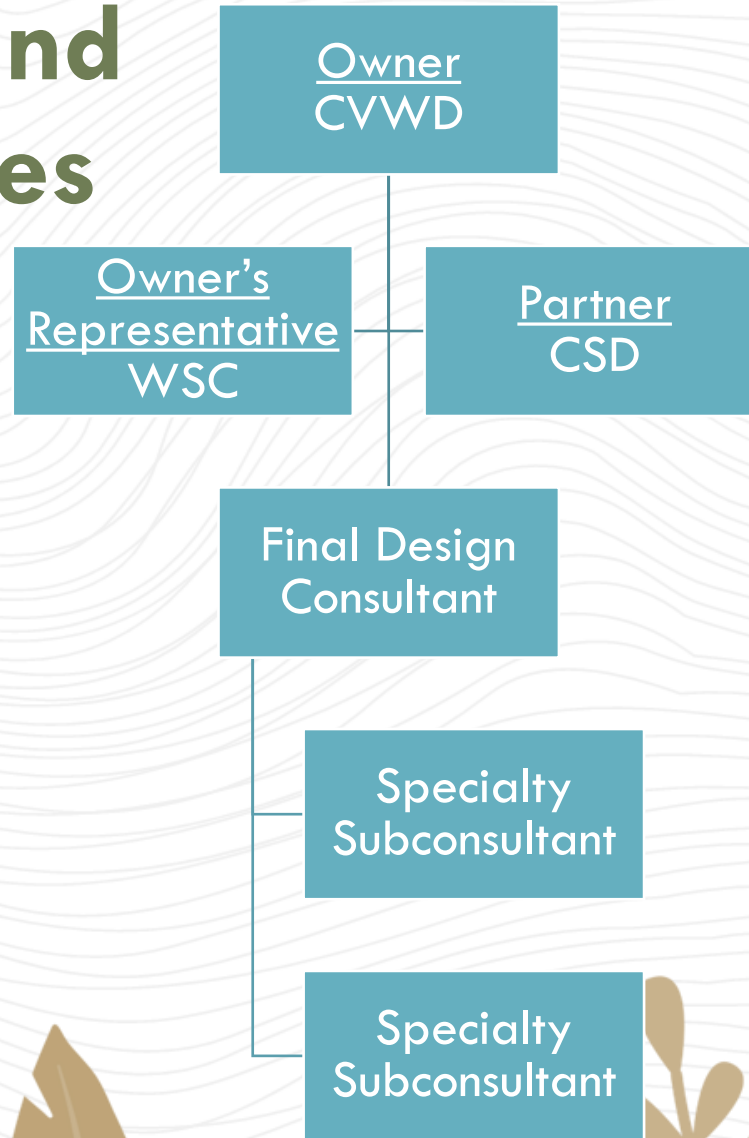 nd
es
Owner
CVWD
Owner’s
Representative
WSC
Partner
CSD
Final Design
Consultant
Specialty
Subconsultant
Specialty
Subconsultant